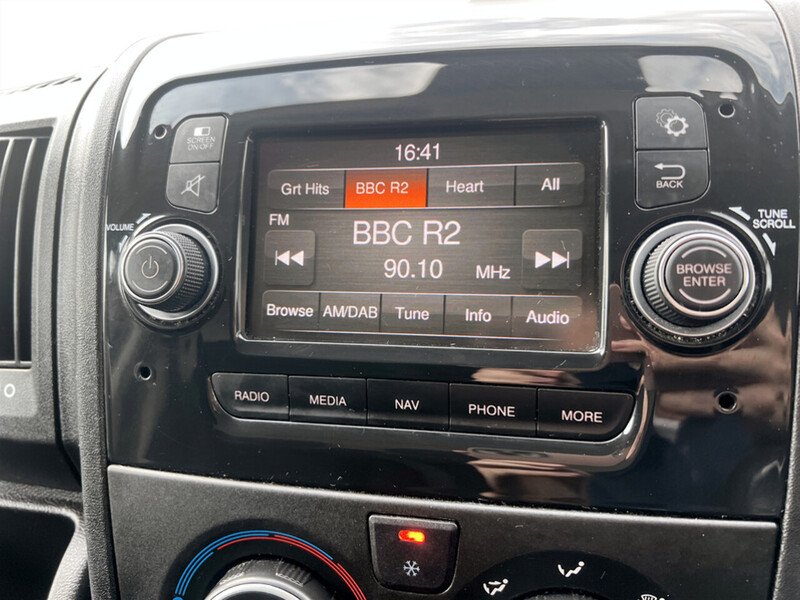 16:41
SCREEN
ON/OFF
Grt Hits BBC R2 Heart All
BACK
VOLUME
FM
BBC R2
90.10 MHz
TUNE
SCROLL
BROWSE
ENTER
Browse AM/DAB Tune Info Audio
RADIO MEDIA NAV PHONE MORE
O